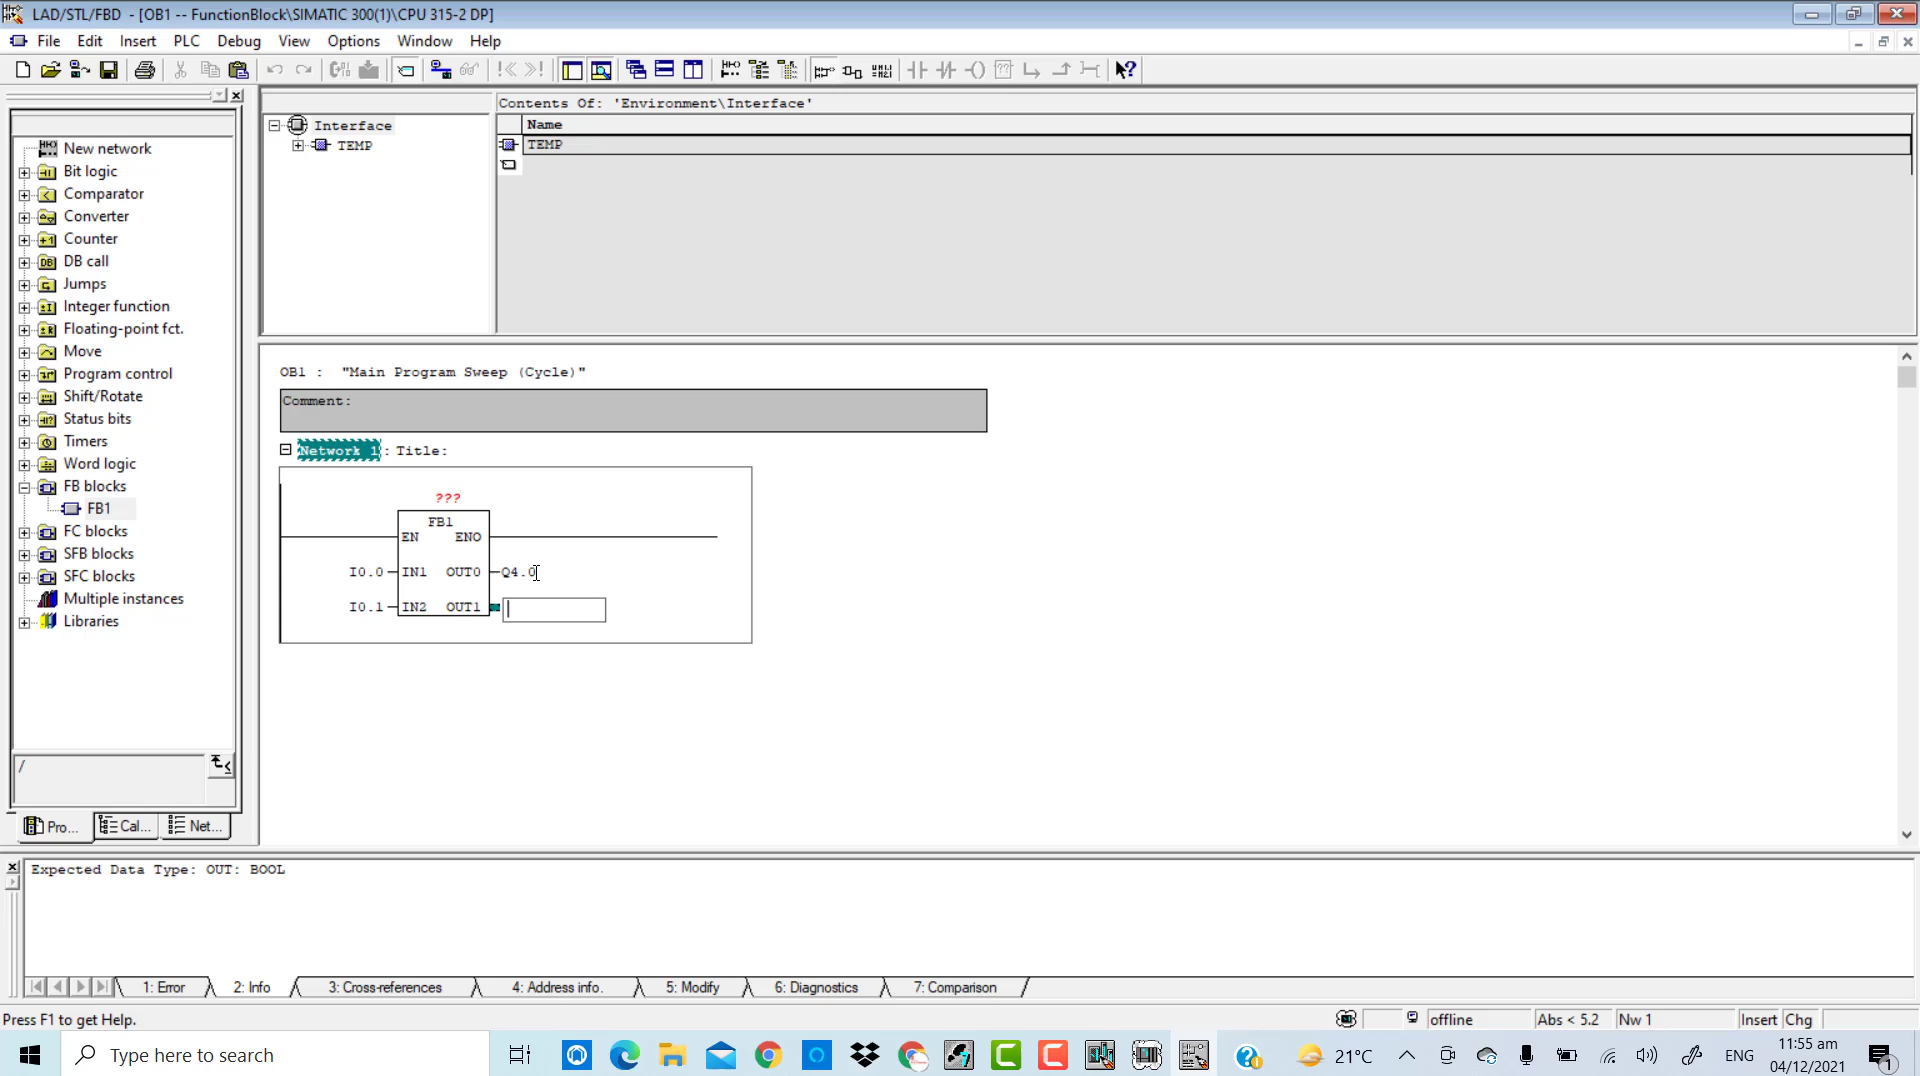 LAD/STL/FBD - [OB1 -- FunctionBlock\SIMATIC 300(1)\CPU 315-2 DP]
File Edit Insert PLC Debug View Options Window Help
Contents Of: 'Environment\Interface'
Interface
TEMP
Name
TEMP
New network
Bit logic
Comparator
Converter
Counter
DB call
Jumps
Integer function
Floating-point fct.
Move
Program control
Shift/Rotate
Status bits
Timers
Word logic
FB blocks
FB1
FC blocks
SFB blocks
SFC blocks
Multiple instances
Libraries
/
Pro... Cal... Net...
OB1 : "Main Program Sweep (Cycle)"
Comment:
Network 1: Title:
???
FB1
EN ENO
I0.0 IN1 OUT0 Q4.0
I0.1 IN2 OUT1
Expected Data Type: OUT: BOOL
1: Error 2: Info 3: Cross-references 4: Address info. 5: Modify 6: Diagnostics 7: Comparison
Press F1 to get Help.
offline Abs < 5.2 Nw 1 Insert Chg
Type here to search
21°C ENG
11:55 am
04/12/2021
1